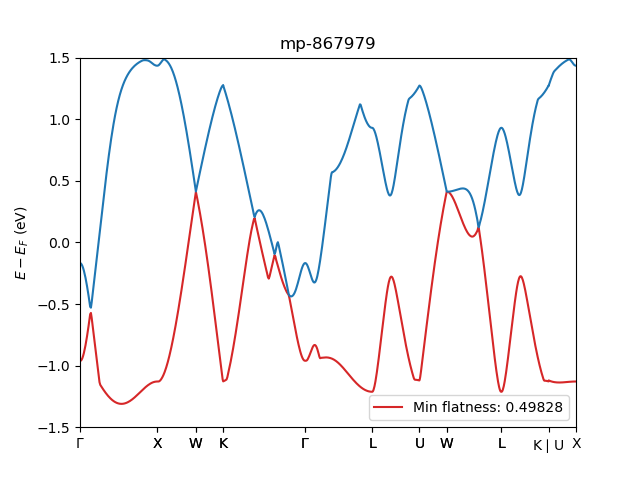 mp-867979
E − E_F (eV)
1.5
1.0
0.5
0.0
−0.5
−1.0
−1.5
Min flatness: 0.49828
Γ X W K Γ L U W L K | U X